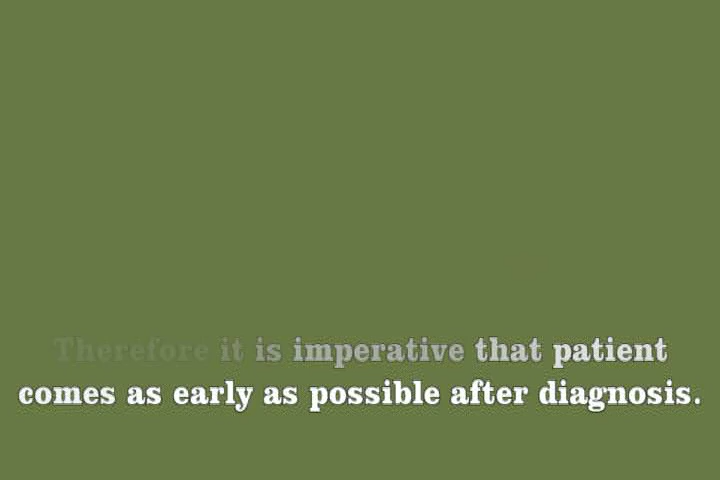 Therefore it is imperative that patient
comes as early as possible after diagnosis.